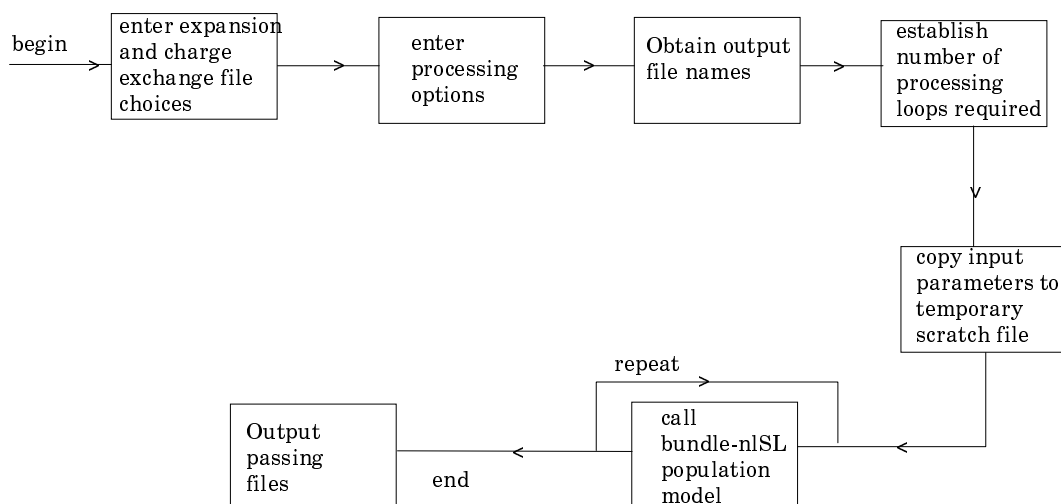 begin
enter expansion
and charge
exchange file
choices
enter
processing
options
Obtain output
file names
establish
number of
processing
loops required
copy input
parameters to
temporary
scratch file
repeat
call
bundle-nlSL
population
model
end
Output
passing
files